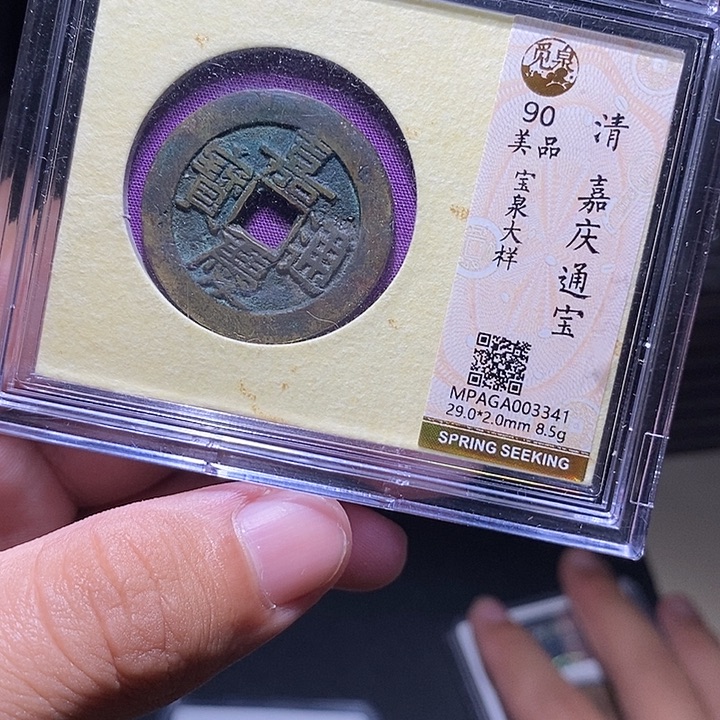 嘉慶通寶
觅泉
清 嘉庆通宝
90
美品
宝泉大样
MPAGA003341
29.0*2.0mm 8.5g
SPRING SEEKING